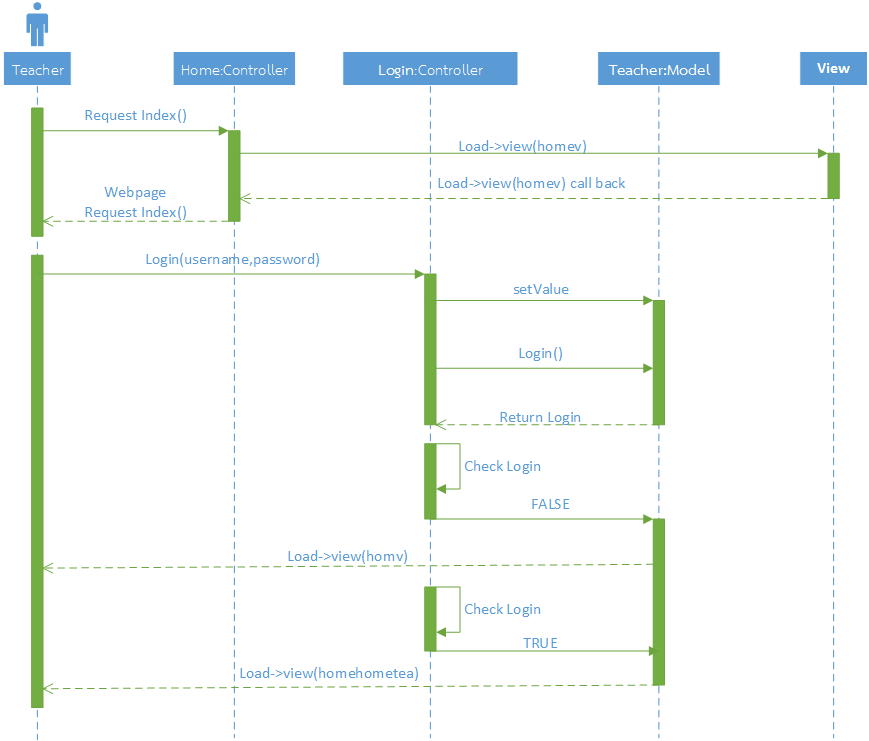 Teacher
Home:Controller
Login:Controller
Teacher:Model
View
Request Index()
Load->view(homev)
Load->view(homev) call back
Webpage
Request Index()
Login(username,password)
setValue
Login()
Return Login
Check Login
FALSE
Load->view(homv)
Check Login
TRUE
Load->view(homehometea)